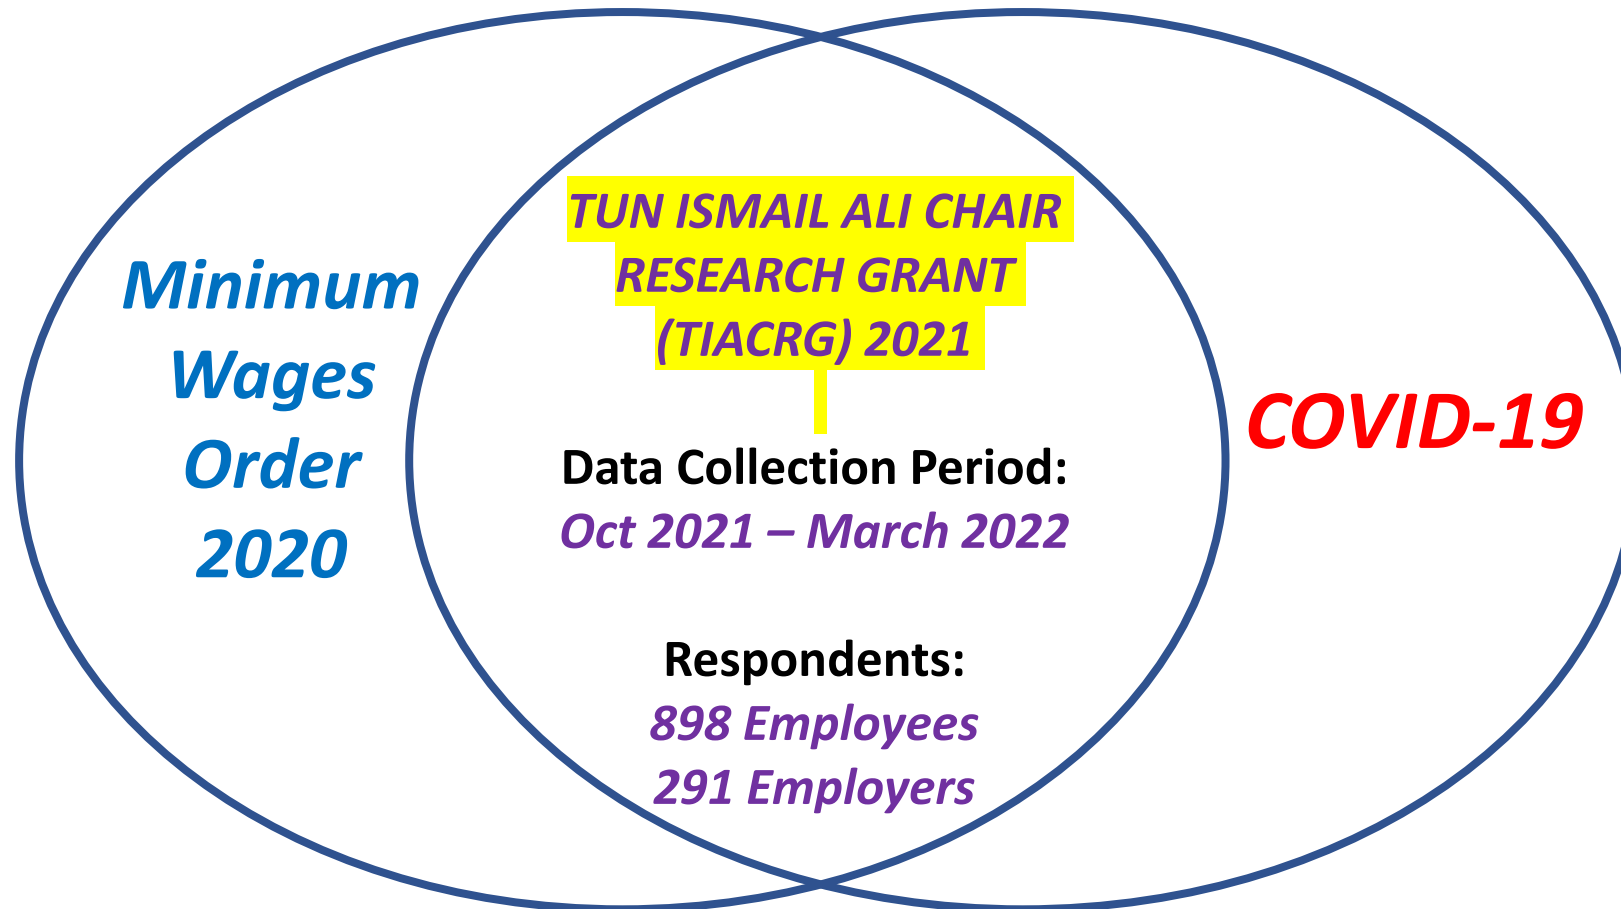 Minimum
Wages
Order
2020
TUN ISMAIL ALI CHAIR
RESEARCH GRANT
(TIACRG) 2021
Data Collection Period:
Oct 2021 – March 2022
Respondents:
898 Employees
291 Employers
COVID-19